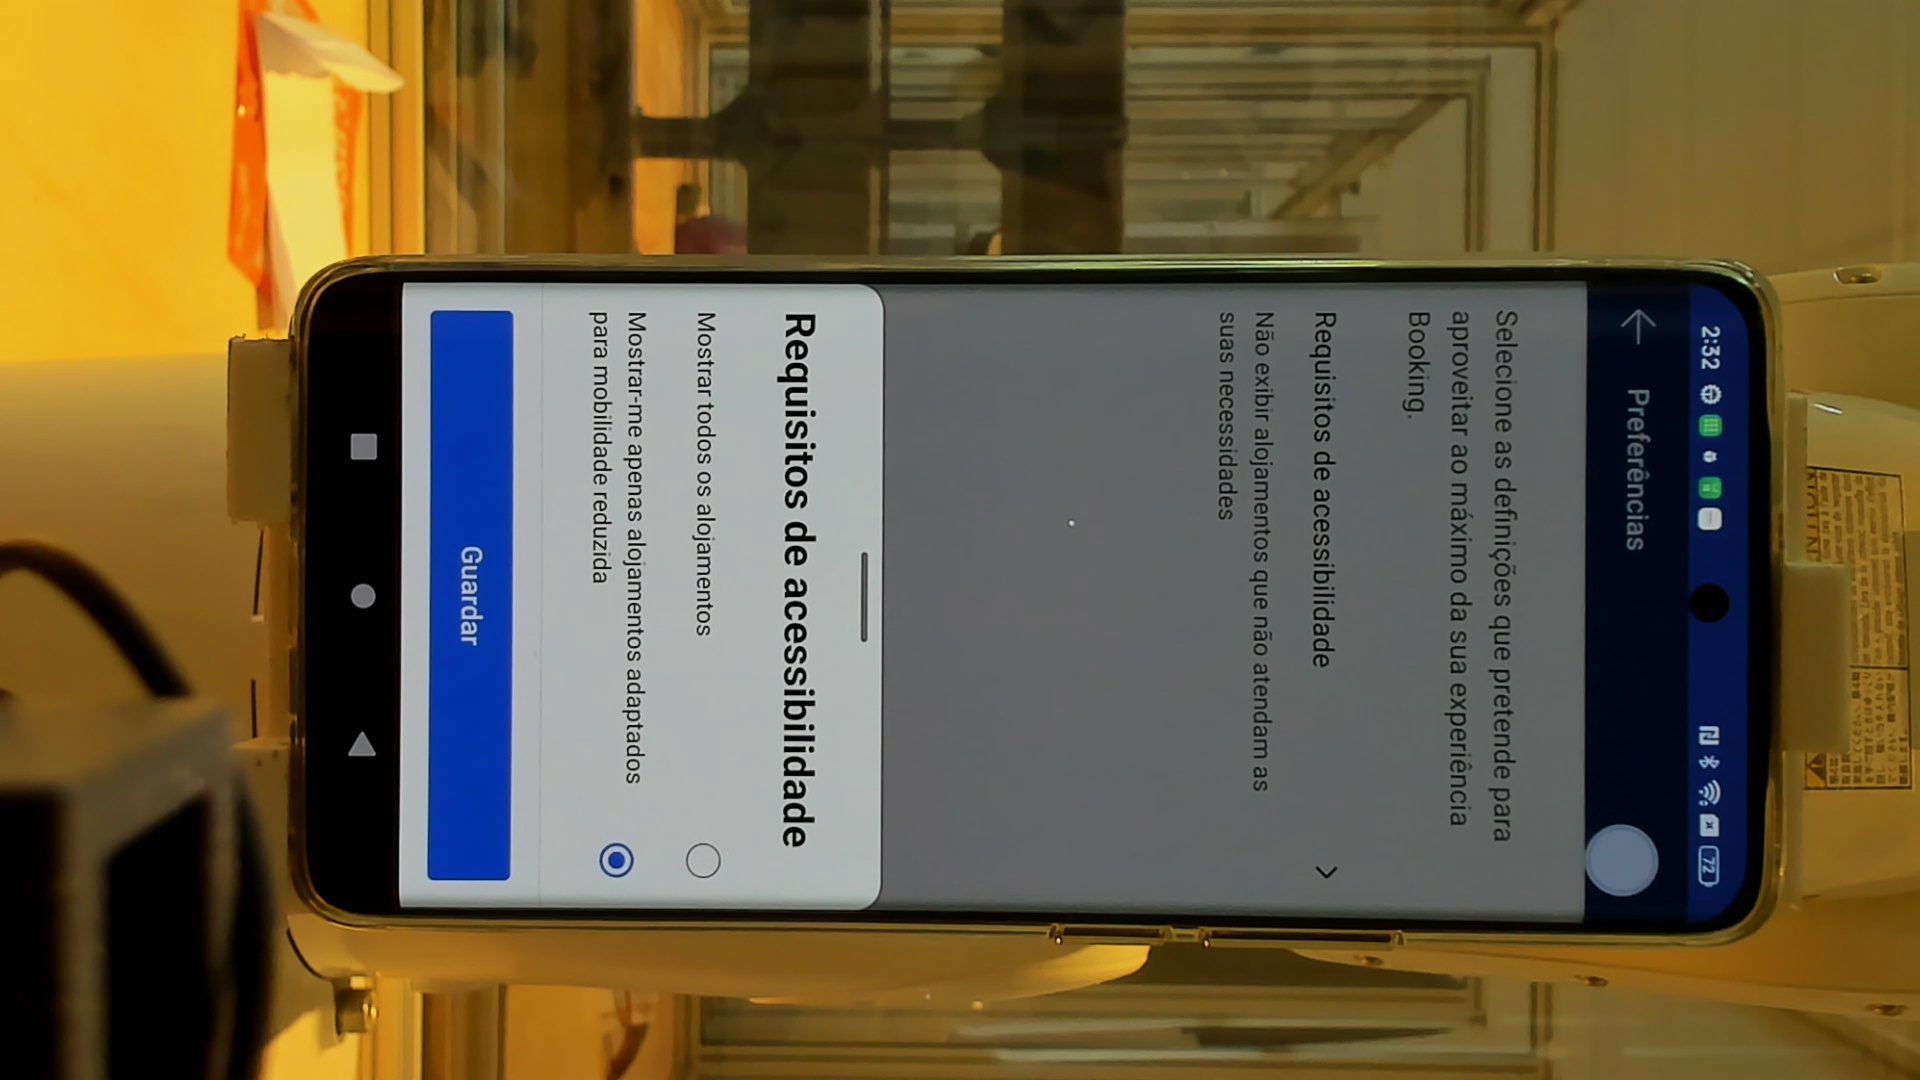 2:32
72
Preferências
Selecione as definições que pretende para
aproveitar ao máximo da sua experiência
Booking.
Requisitos de acessibilidade
Não exibir alojamentos que não atendam as
suas necessidades
Requisitos de acessibilidade
Mostrar todos os alojamentos
Mostrar-me apenas alojamentos adaptados
para mobilidade reduzida
Guardar